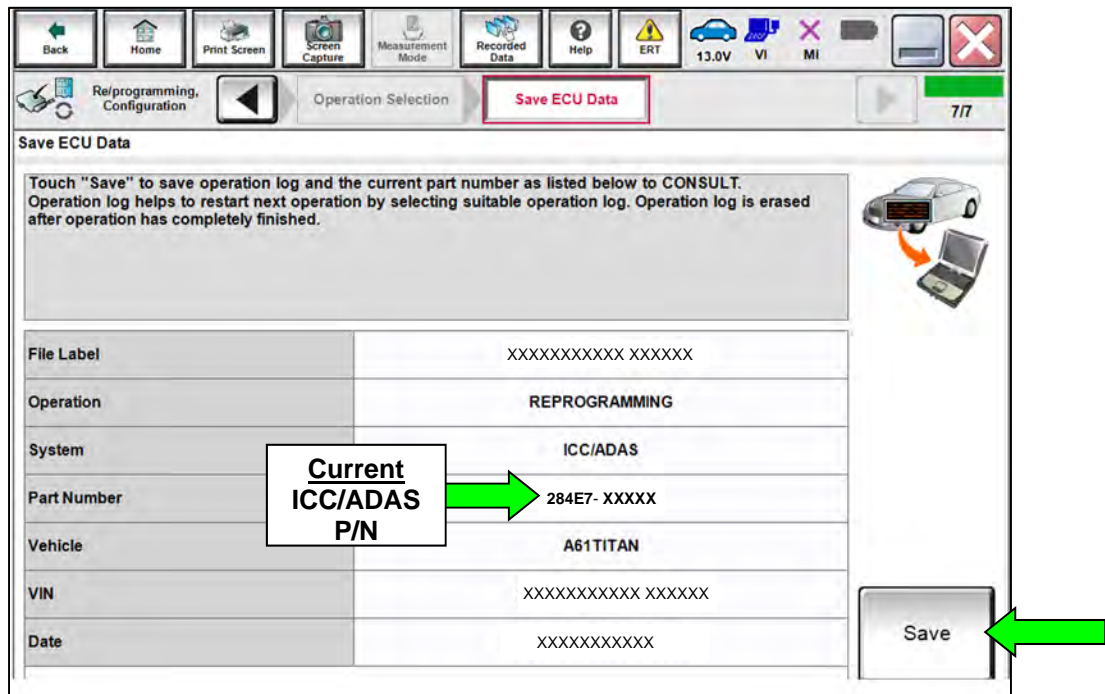 Back
Home
Print Screen
Screen
Capture
Measurement
Mode
Recorded
Data
Help
ERT
13.0V
VI
MI
Re/programming,
Configuration
Operation Selection
Save ECU Data
7/7
Save ECU Data
Touch "Save" to save operation log and the current part number as listed below to CONSULT.
Operation log helps to restart next operation by selecting suitable operation log. Operation log is erased
after operation has completely finished.
File Label
XXXXXXXXXXX XXXXXX
Operation
REPROGRAMMING
System
ICC/ADAS
Current
ICC/ADAS
P/N
Part Number
284E7- XXXXX
Vehicle
A61TITAN
VIN
XXXXXXXXXXX XXXXXX
Date
XXXXXXXXXXX
Save